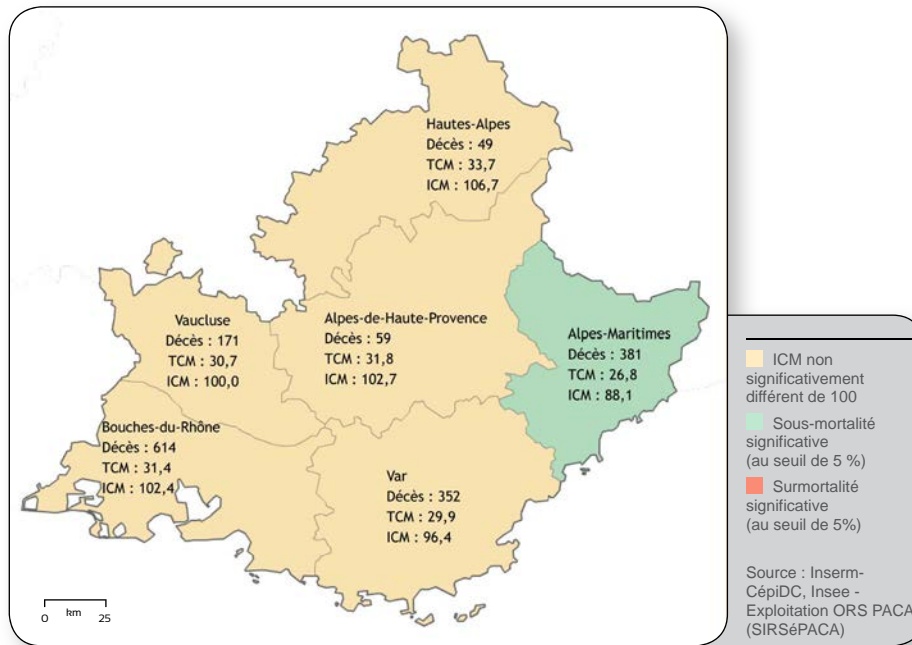 Hautes-Alpes
Décès : 49
TCM : 33,7
ICM : 106,7
Vaucluse
Décès : 171
TCM : 30,7
ICM : 100,0
Alpes-de-Haute-Provence
Décès : 59
TCM : 31,8
ICM : 102,7
Alpes-Maritimes
Décès : 381
TCM : 26,8
ICM : 88,1
Bouches-du-Rhône
Décès : 614
TCM : 31,4
ICM : 102,4
Var
Décès : 352
TCM : 29,9
ICM : 96,4
km
0 25
ICM non
significativement
différent de 100
Sous-mortalité
significative
(au seuil de 5 %)
Surmortalité
significative
(au seuil de 5%)
Source : Inserm-
CépiDC, Insee -
Exploitation ORS PACA
(SIRSéPACA)